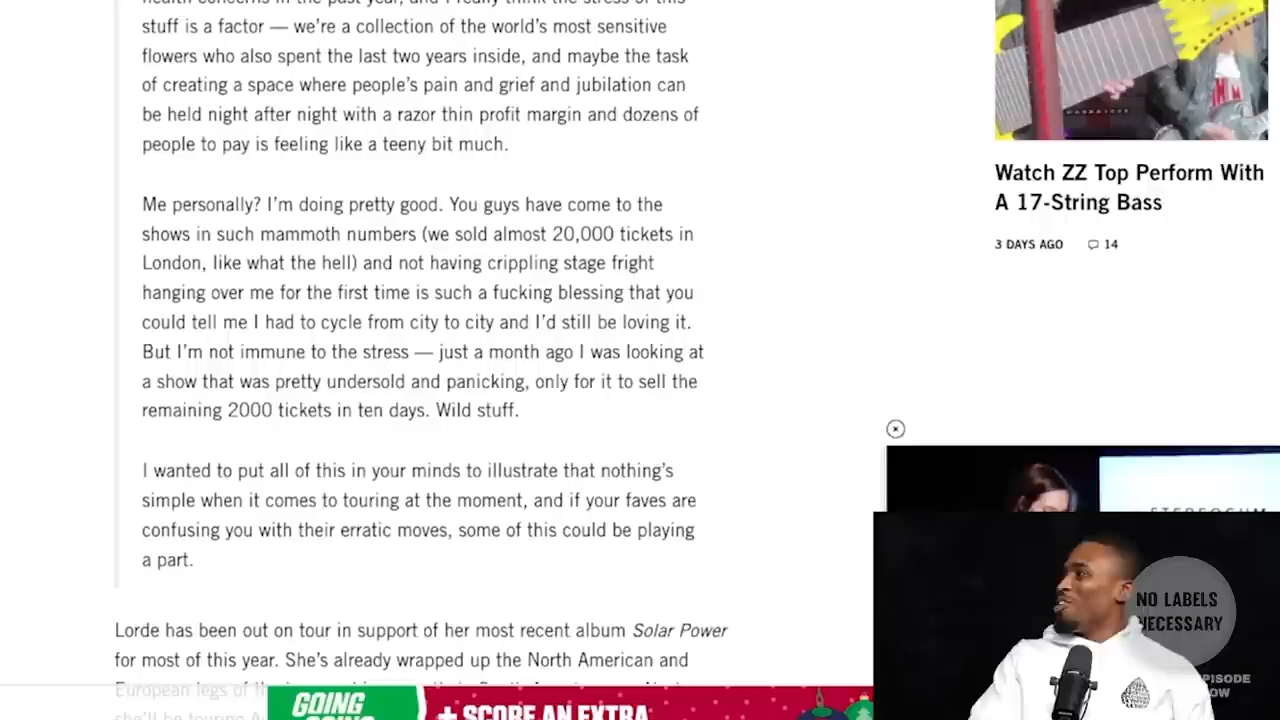 stuff is a factor — we're a collection of the world's most sensitive
flowers who also spent the last two years inside, and maybe the task
of creating a space where people's pain and grief and jubilation can
be held night after night with a razor thin profit margin and dozens of
people to pay is feeling like a teeny bit much.
Me personally? I'm doing pretty good. You guys have come to the
shows in such mammoth numbers (we sold almost 20,000 tickets in
London, like what the hell) and not having crippling stage fright
hanging over me for the first time is such a fucking blessing that you
could tell me I had to cycle from city to city and I'd still be loving it.
But I'm not immune to the stress — just a month ago I was looking at
a show that was pretty undersold and panicking, only for it to sell the
remaining 2000 tickets in ten days. Wild stuff.
I wanted to put all of this in your minds to illustrate that nothing's
simple when it comes to touring at the moment, and if your faves are
confusing you with their erratic moves, some of this could be playing
a part.
Lorde has been out on tour in support of her most recent album Solar Power
for most of this year. She's already wrapped up the North American and
European legs of
Watch ZZ Top Perform With
A 17-String Bass
3 DAYS AGO 14
STEREOGUM
NO LABELS
NECESSARY
GOING
+ SCORE AN EXTRA